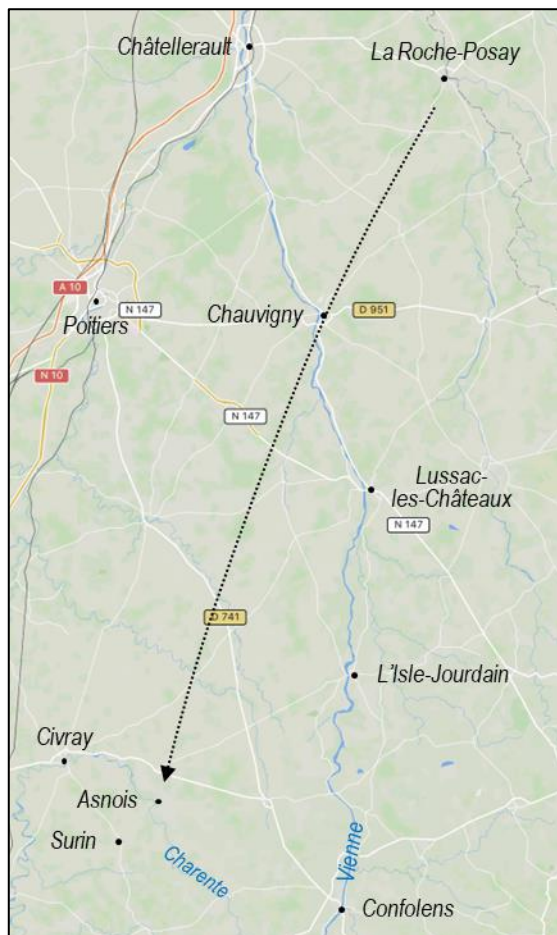 Châtellerault
La Roche-Posay
A 10
N 147
Poitiers
Chauvigny
D 951
N 10
N 147
Lussac-
les-Châteaux
N 147
D 741
L'Isle-Jourdain
Civray
Asnois
Surin
Charente
Vienne
Confolens